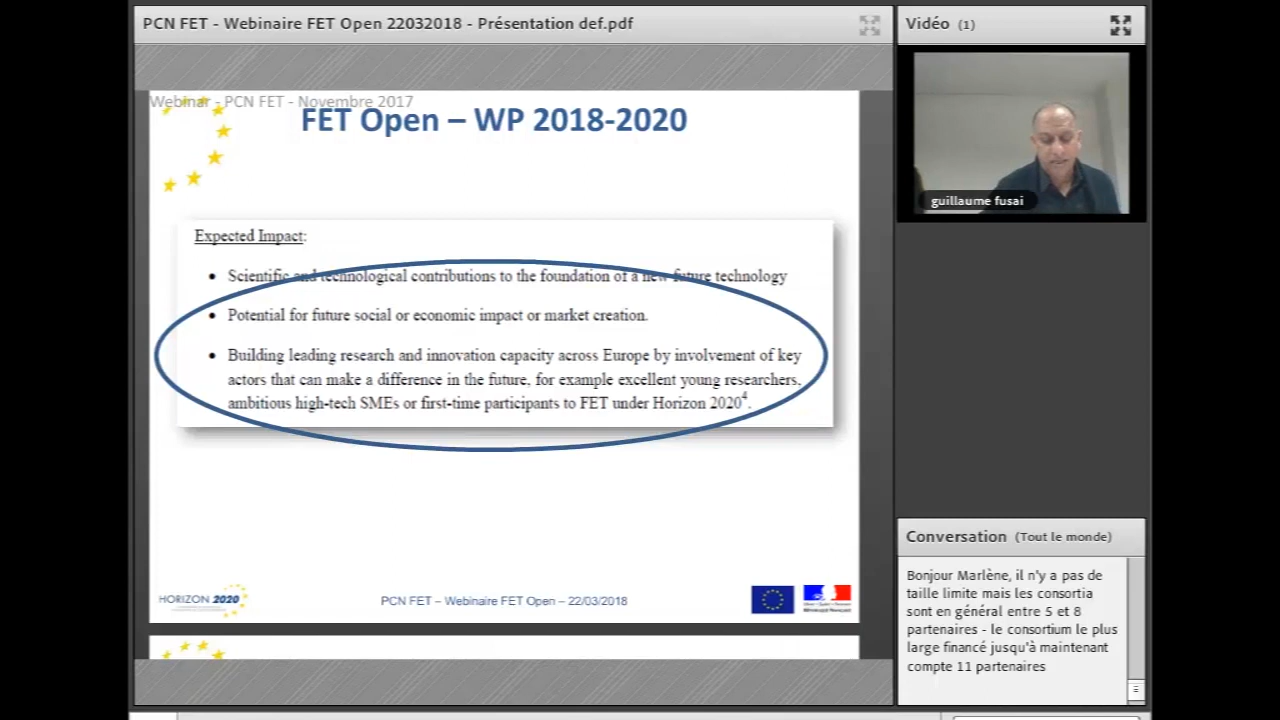 PCN FET - Webinaire FET Open 22032018 - Présentation def.pdf
Webinar - PCN FET - Novembre 2017
FET Open – WP 2018-2020
Expected Impact:
• Scientific and technological contributions to the foundation of a new future technology
• Potential for future social or economic impact or market creation.
• Building leading research and innovation capacity across Europe by involvement of key
actors that can make a difference in the future, for example excellent young researchers,
ambitious high-tech SMEs or first-time participants to FET under Horizon 2020⁴.
HORIZON 2020
PCN FET – Webinaire FET Open – 22/03/2018
Vidéo (1)
guillaume fusai
Conversation (Tout le monde)
Bonjour Marlène, il n'y a pas de
taille limite mais les consortia
sont en général entre 5 et 8
partenaires - le consortium le plus
large financé jusqu'à maintenant
compte 11 partenaires